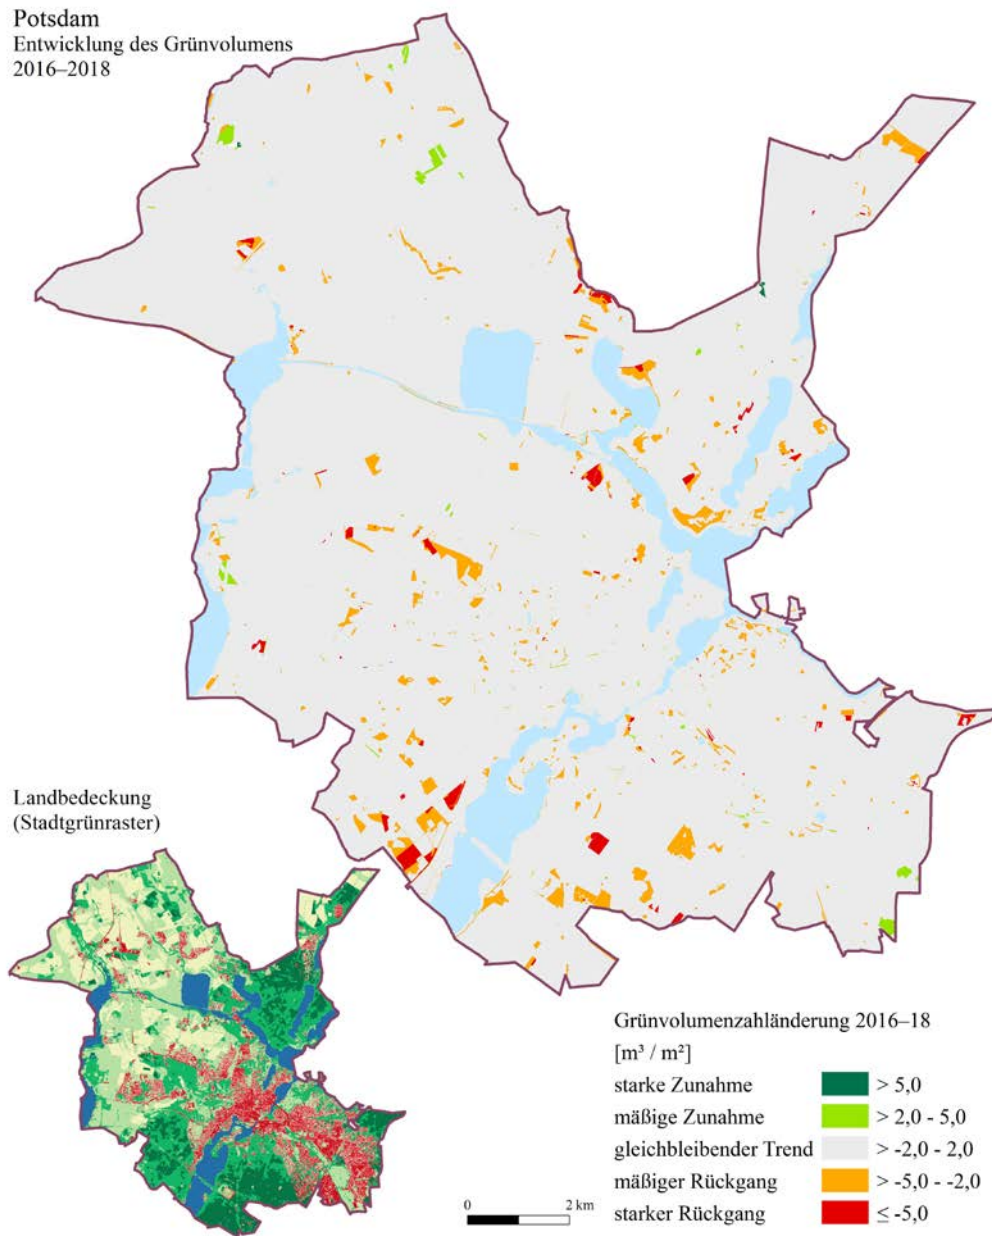 Potsdam
Entwicklung des Grünvolumens
2016–2018
Landbedeckung
(Stadtgrünraster)
Grünvolumenzahländerung 2016–18
[m³ / m²]
starke Zunahme > 5,0
mäßige Zunahme > 2,0 - 5,0
gleichbleibender Trend > -2,0 - 2,0
mäßiger Rückgang > -5,0 - -2,0
starker Rückgang ≤ -5,0
0 2 km